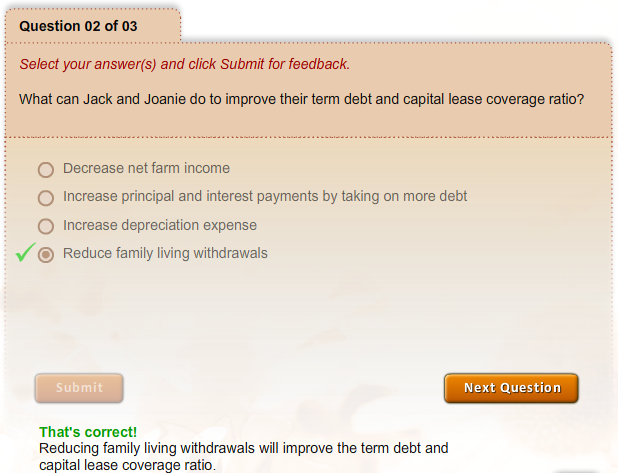 Question 02 of 03
Select your answer(s) and click Submit for feedback.
What can Jack and Joanie do to improve their term debt and capital lease coverage ratio?
Decrease net farm income
Increase principal and interest payments by taking on more debt
Increase depreciation expense
Reduce family living withdrawals
Submit
Next Question
That's correct!
Reducing family living withdrawals will improve the term debt and
capital lease coverage ratio.